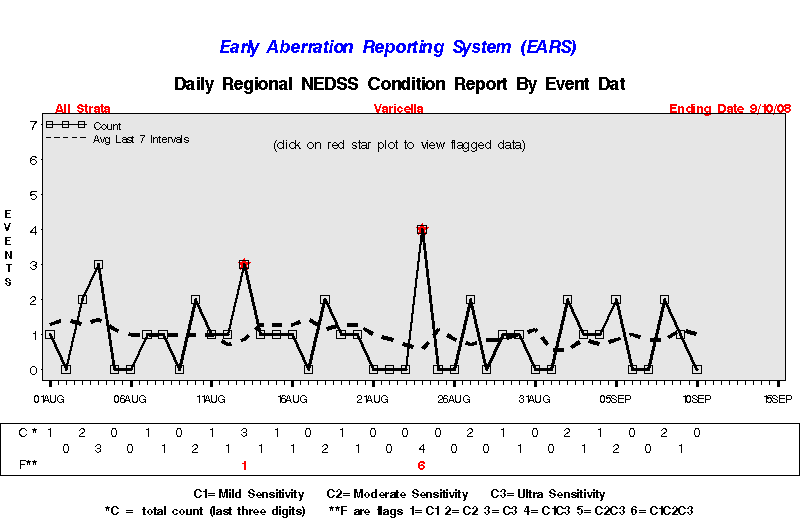 Early Aberration Reporting System (EARS)
Daily Regional NEDSS Condition Report By Event Dat
All Strata Varicella Ending Date 9/10/08
7
Count
Avg Last 7 Intervals
(click on red star plot to view flagged data)
6
5
4
3
2
1
0
EVENTS
01AUG 06AUG 11AUG 16AUG 21AUG 26AUG 31AUG 05SEP 10SEP 15SEP
C * 1 2 0 1 0 1 3 1 0 1 0 0 0 2 1 0 2 1 0 2 0
0 3 0 1 2 1 1 1 2 1 0 4 0 0 1 1 1 2 0 1
F** 1 6
C1= Mild Sensitivity C2= Moderate Sensitivity C3= Ultra Sensitivity
*C = total count (last three digits) **F are flags 1= C1 2= C2 3= C3 4= C1C3 5= C2C3 6= C1C2C3